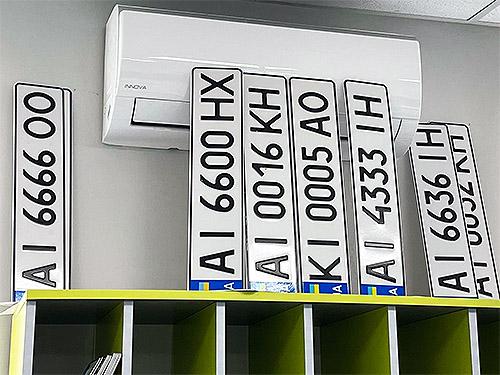 INNOVA
AI 6666 OO
AI 6600 HX
AI 0016 KH
KI 0005 AO
AI 4333 IH
AI 6636 IH